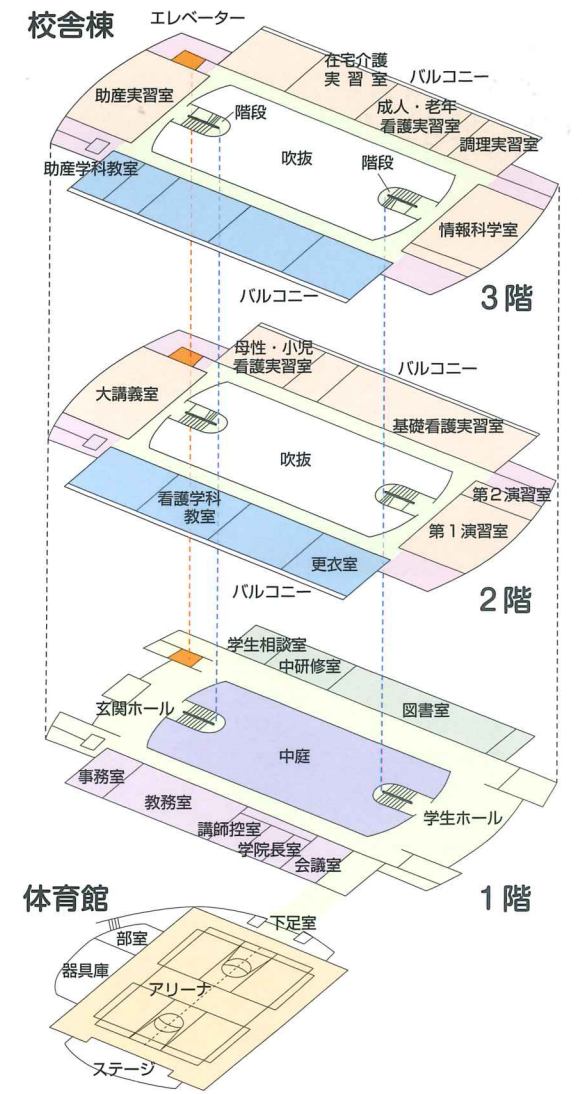 校舎棟
エレベーター
在宅介護
実習室
バルコニー
助産実習室
成人・老年
看護実習室
階段
調理実習室
吹抜
階段
助産学科教室
情報科学室
バルコニー
3階
母性・小児
看護実習室
バルコニー
大講義室
基礎看護実習室
吹抜
第2演習室
看護学科
教室
第1演習室
更衣室
バルコニー
2階
学生相談室
中研修室
玄関ホール
図書室
中庭
事務室
教務室
学生ホール
講師控室
学院長室
会議室
1階
体育館
下足室
部室
器具庫
アリーナ
ステージ